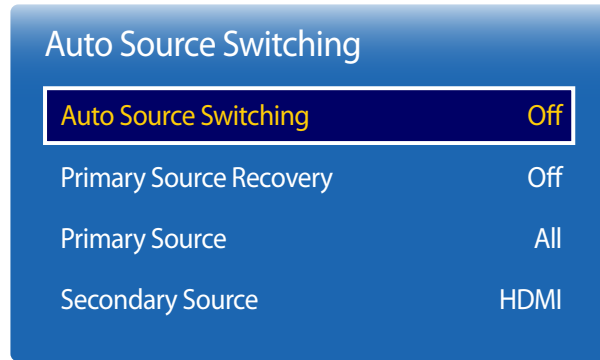 Auto Source Switching
Auto Source Switching Off
Primary Source Recovery Off
Primary Source All
Secondary Source HDMI